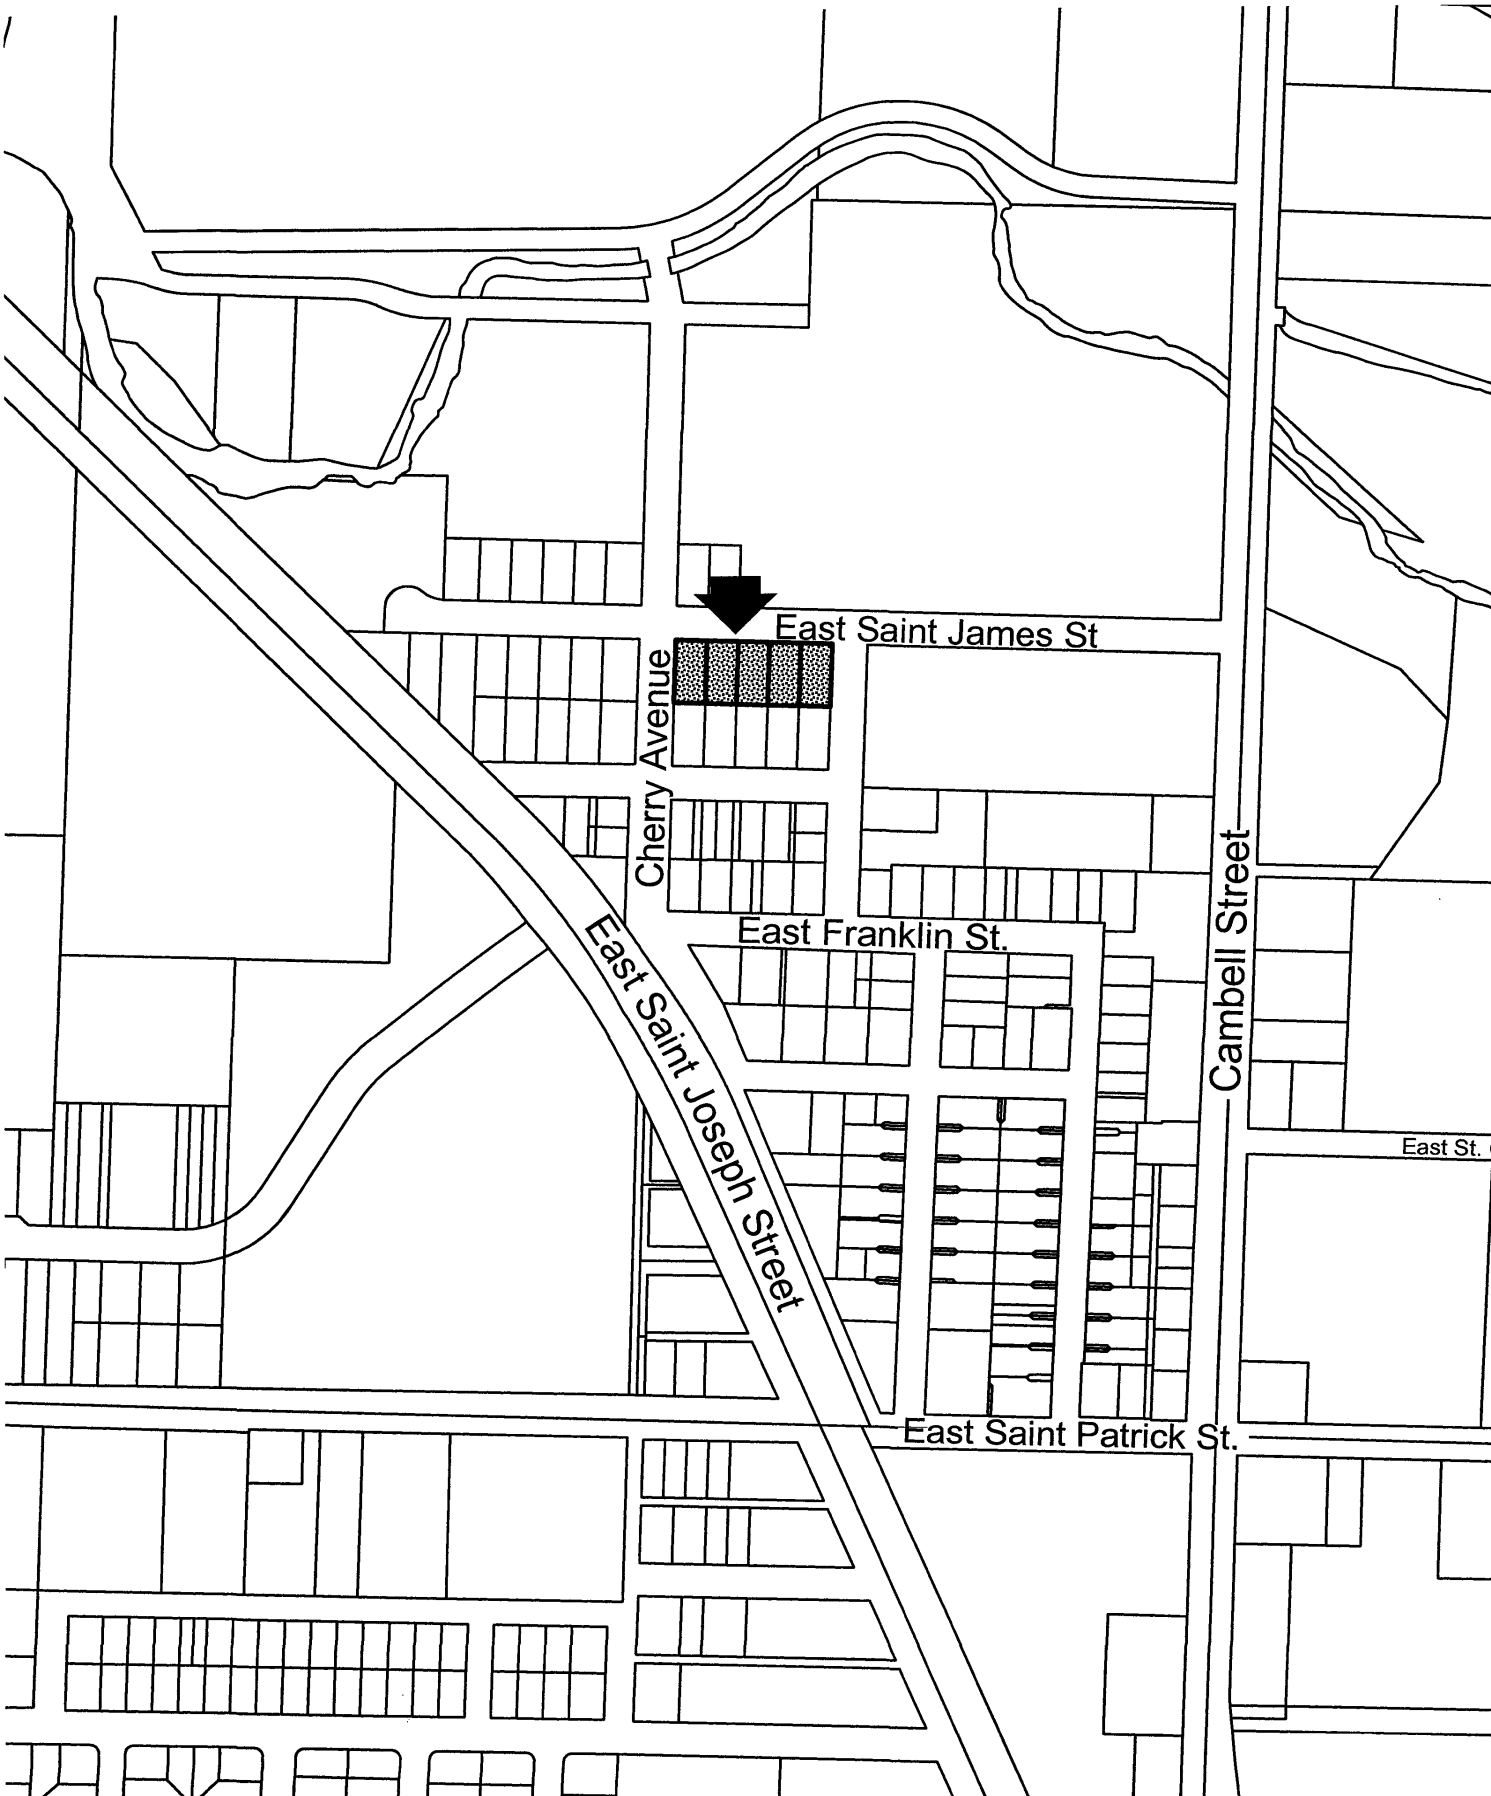 East Saint James St
Cherry Avenue
East Franklin St.
Cambell Street
East Saint Joseph Street
East St.
East Saint Patrick St.